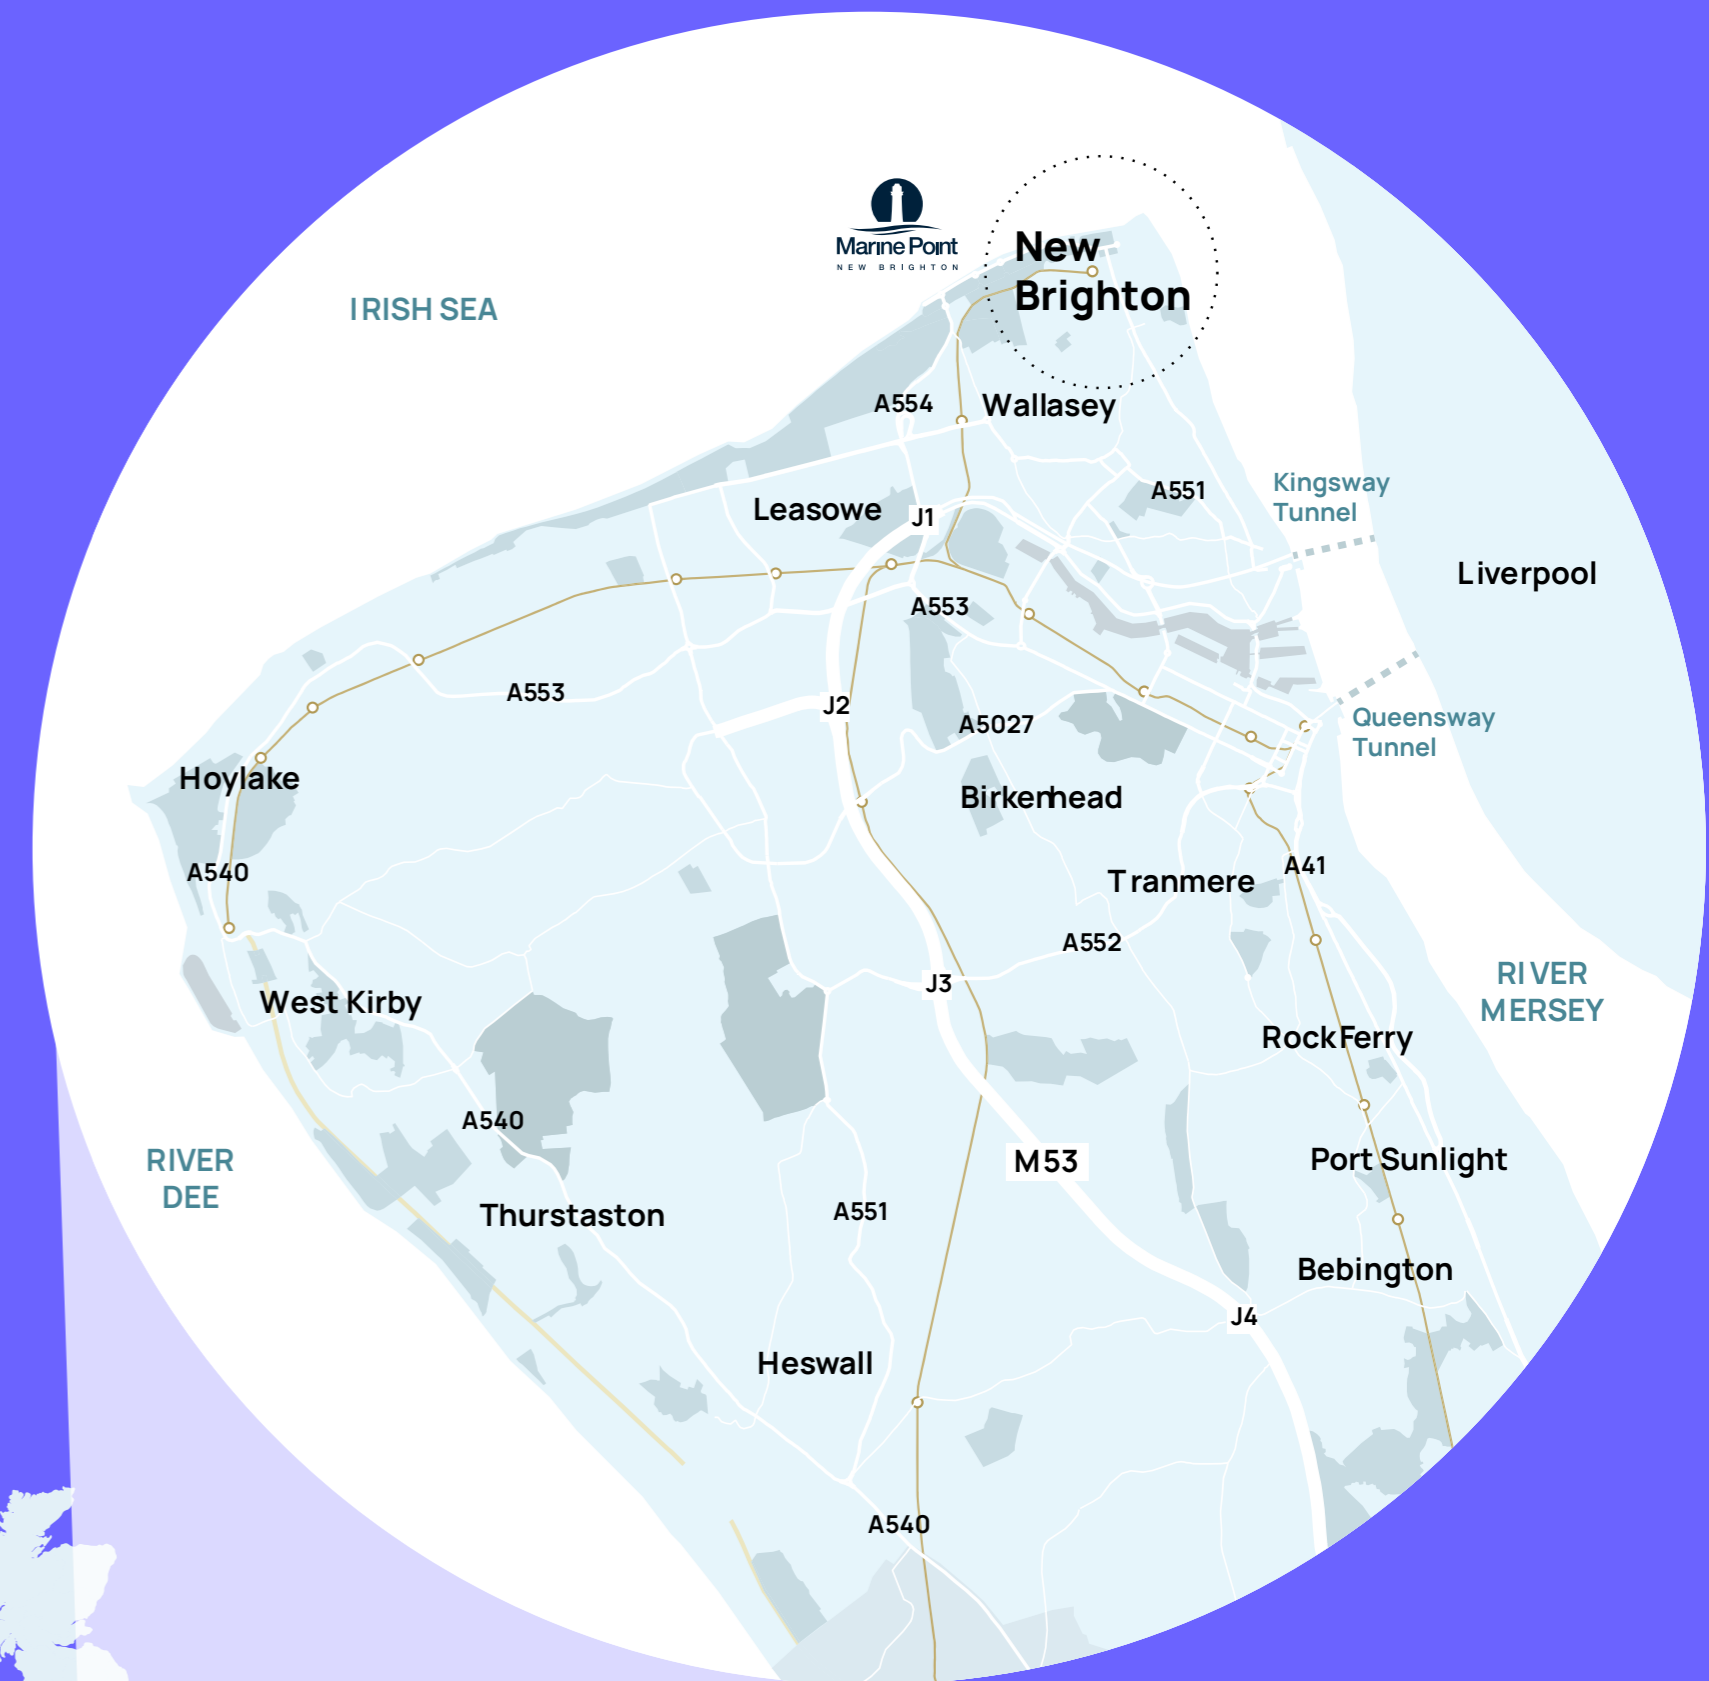 Marine Point
NEW BRIGHTON
New
Brighton
IRISH SEA
A554
Wallasey
Kingsway
Tunnel
A551
Leasowe
J1
Liverpool
A553
A553
J2
A5027
Queensway
Tunnel
Hoylake
Birkenhead
A540
Tranmere
A41
A552
RIVER
MERSEY
J3
West Kirby
Rock Ferry
A540
RIVER
DEE
M53
Port Sunlight
Thurstaston
A551
Bebington
J4
Heswall
A540